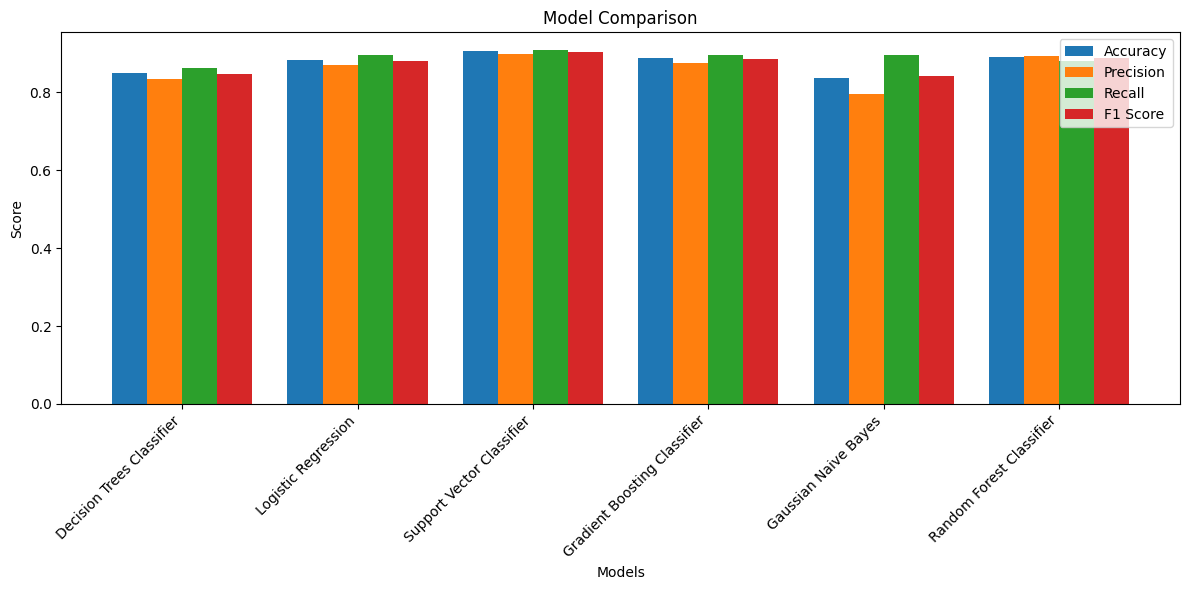 Model Comparison
Accuracy
Precision
Recall
F1 Score
Score
0.8
0.6
0.4
0.2
0.0
Decision Trees Classifier
Logistic Regression
Support Vector Classifier
Gradient Boosting Classifier
Gaussian Naive Bayes
Random Forest Classifier
Models